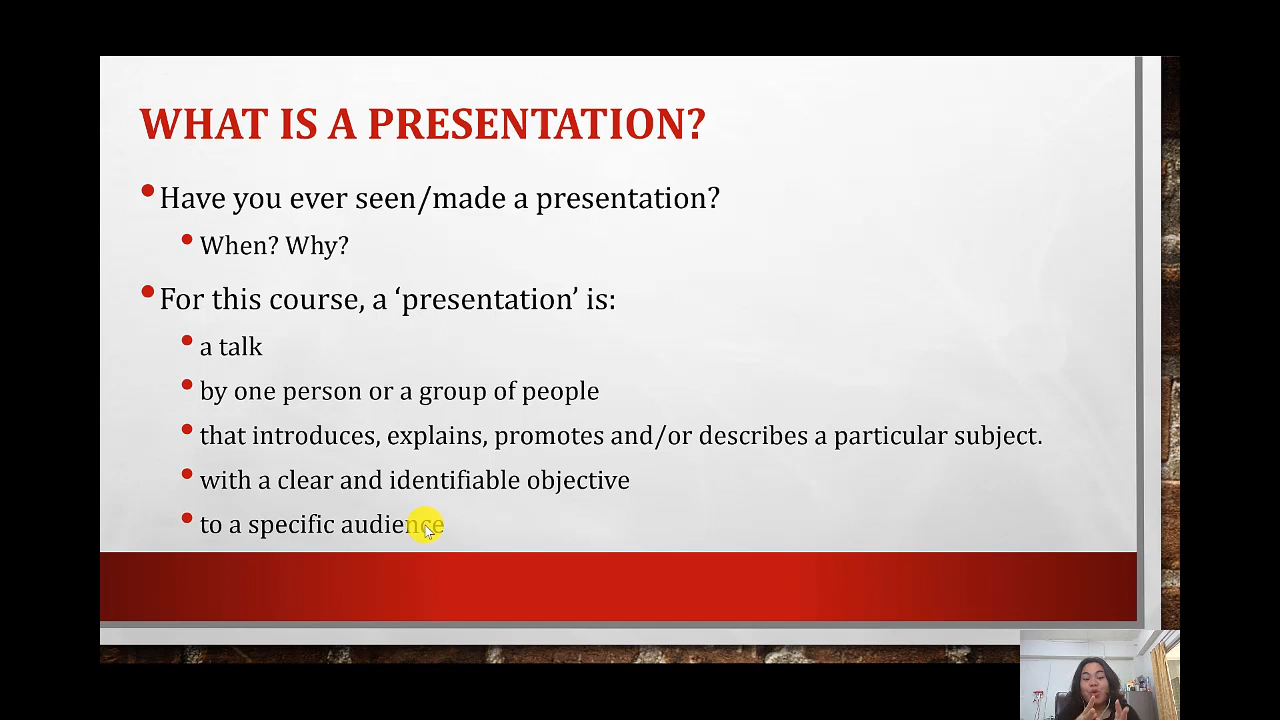 WHAT IS A PRESENTATION?
Have you ever seen/made a presentation?
When? Why?
For this course, a ‘presentation’ is:
a talk
by one person or a group of people
that introduces, explains, promotes and/or describes a particular subject.
with a clear and identifiable objective
to a specific audience